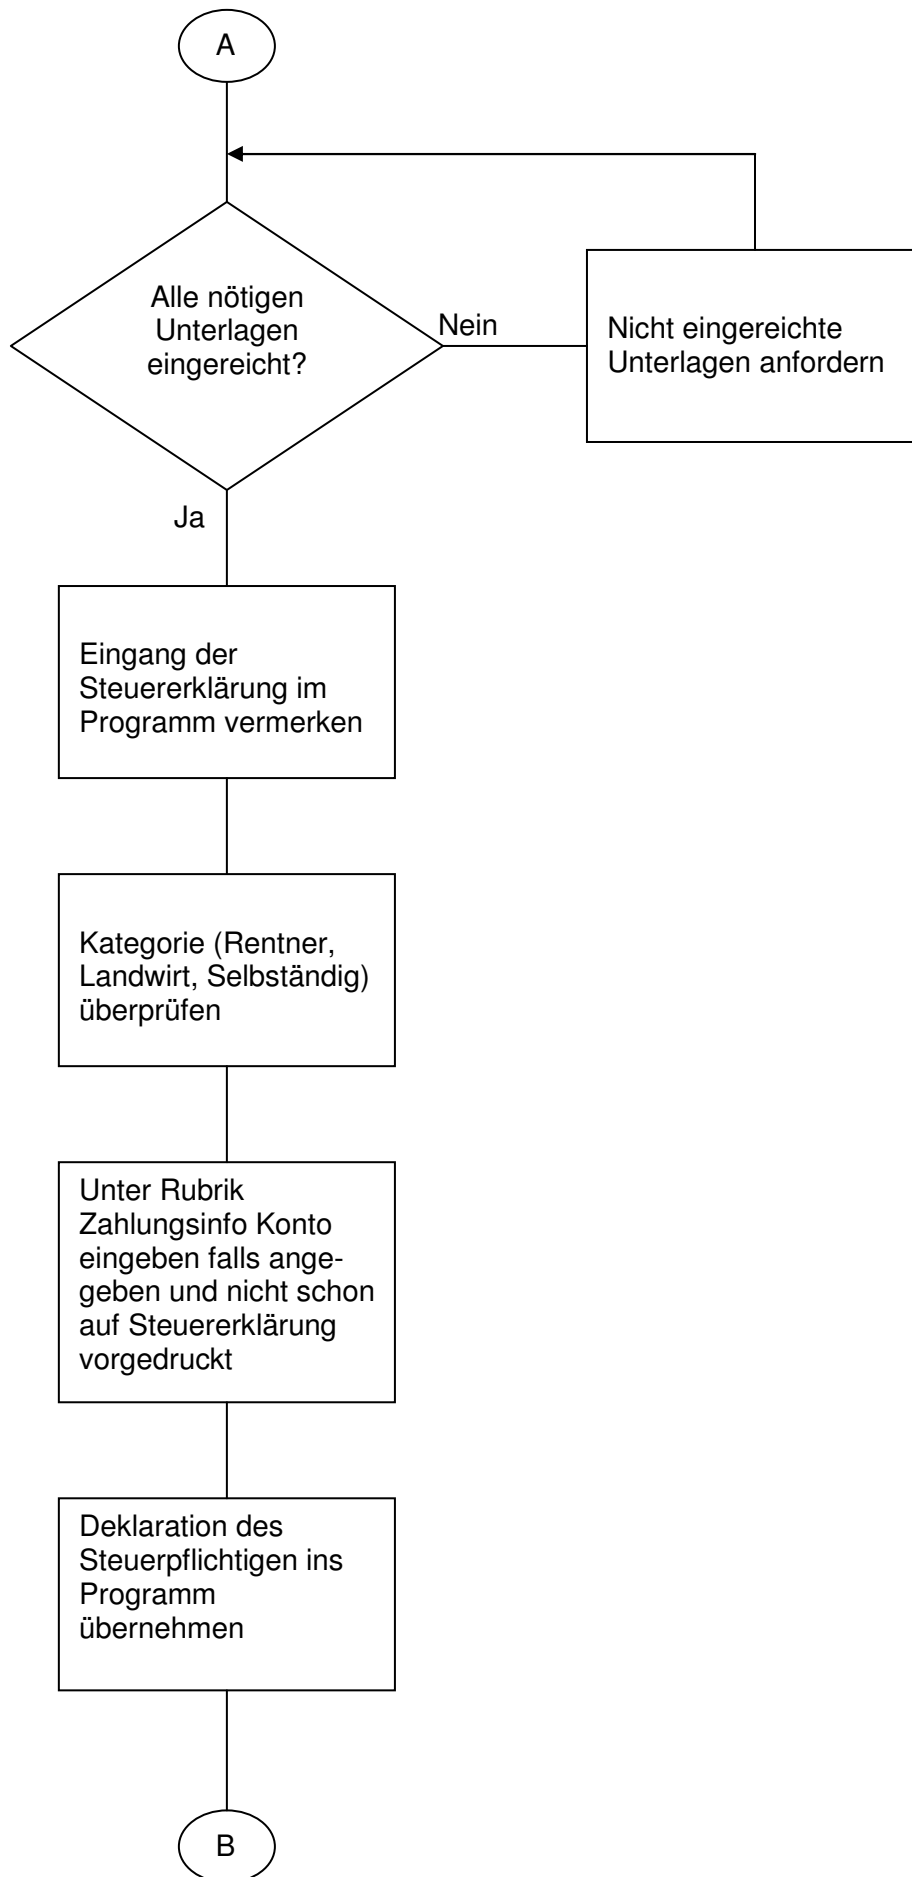 A
Alle nötigen
Unterlagen
eingereicht?
Nein
Nicht eingereichte
Unterlagen anfordern
Ja
Eingang der
Steuererklärung im
Programm vermerken
Kategorie (Rentner,
Landwirt, Selbständig)
überprüfen
Unter Rubrik
Zahlungsinfo Konto
eingeben falls ange-
geben und nicht schon
auf Steuererklärung
vorgedruckt
Deklaration des
Steuerpflichtigen ins
Programm
übernehmen
B